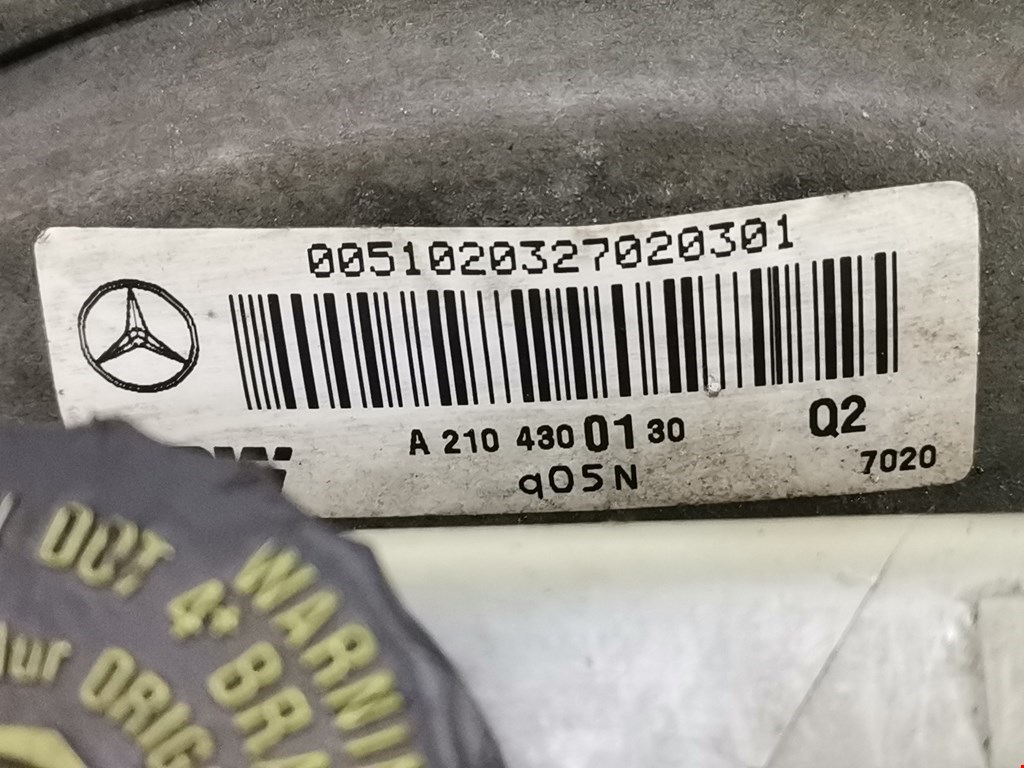 0051020327020301
A 210 430 01 30
Q2
q05N
7020
DOT 4+ BRA
WARNI
Nur ORIG